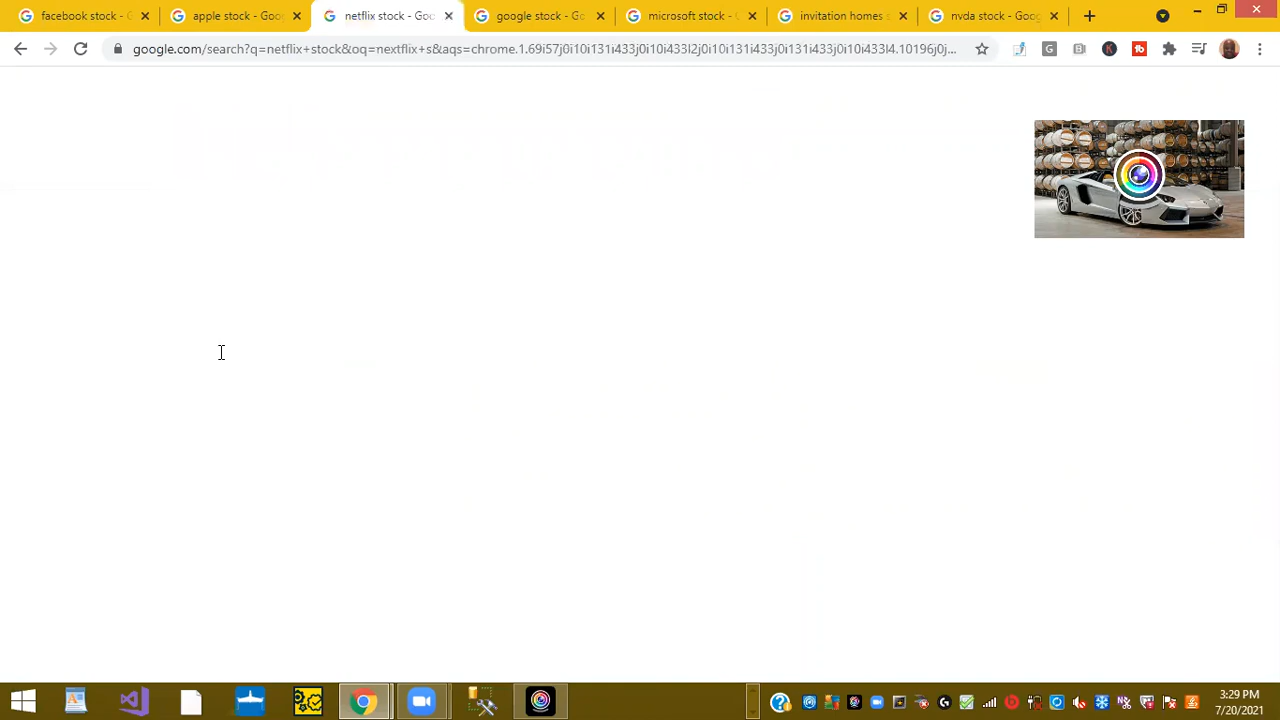 facebook stock - G
apple stock - Goo
netflix stock - Goo
google stock - Go
microsoft stock - G
invitation homes s
nvda stock - Goog
google.com/search?q=netflix+stock&oq=nextflix+s&aqs=chrome.1.69i57j0i10i131i433j0i10i433l2j0i10i131i433j0i131i433j0i10i433l4.10196j0j...
3:29 PM
7/20/2021